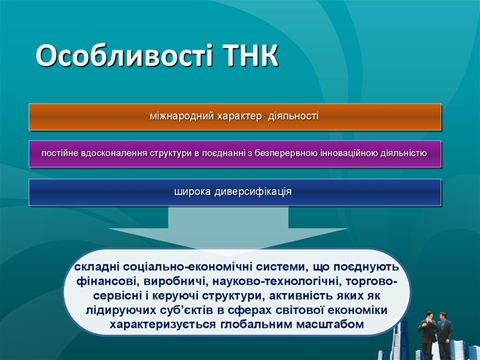 Особливості ТНК
міжнародний характер діяльності
постійне вдосконалення структури в поєднанні з безперервною інноваційною діяльністю
широка диверсифікація
складні соціально-економічні системи, що поєднують
фінансові, виробничі, науково-технологічні, торгово-
сервісні і керуючі структури, активність яких як
лідируючих суб'єктів в сферах світової економіки
характеризується глобальним масштабом